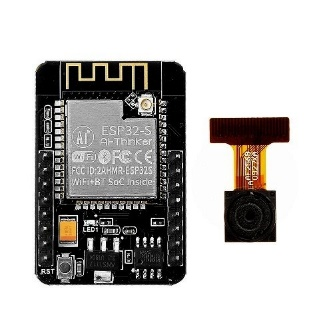 ESP32-S
AI-Thinker
FCC ID:2AHMR-ESP32S
WiFi+BT SoC Inside
LED1
RST